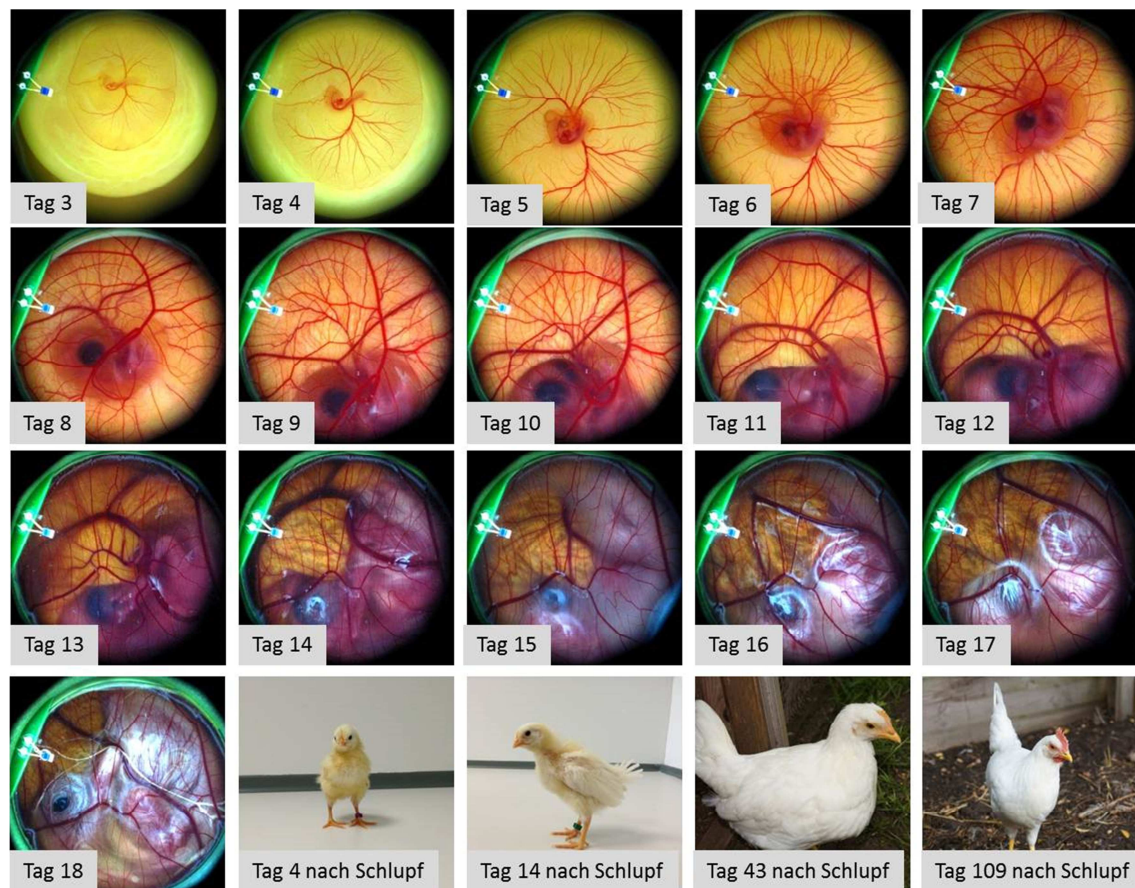 Tag 3
Tag 4
Tag 5
Tag 6
Tag 7
Tag 8
Tag 9
Tag 10
Tag 11
Tag 12
Tag 13
Tag 14
Tag 15
Tag 16
Tag 17
Tag 18
Tag 4 nach Schlupf
Tag 14 nach Schlupf
Tag 43 nach Schlupf
Tag 109 nach Schlupf